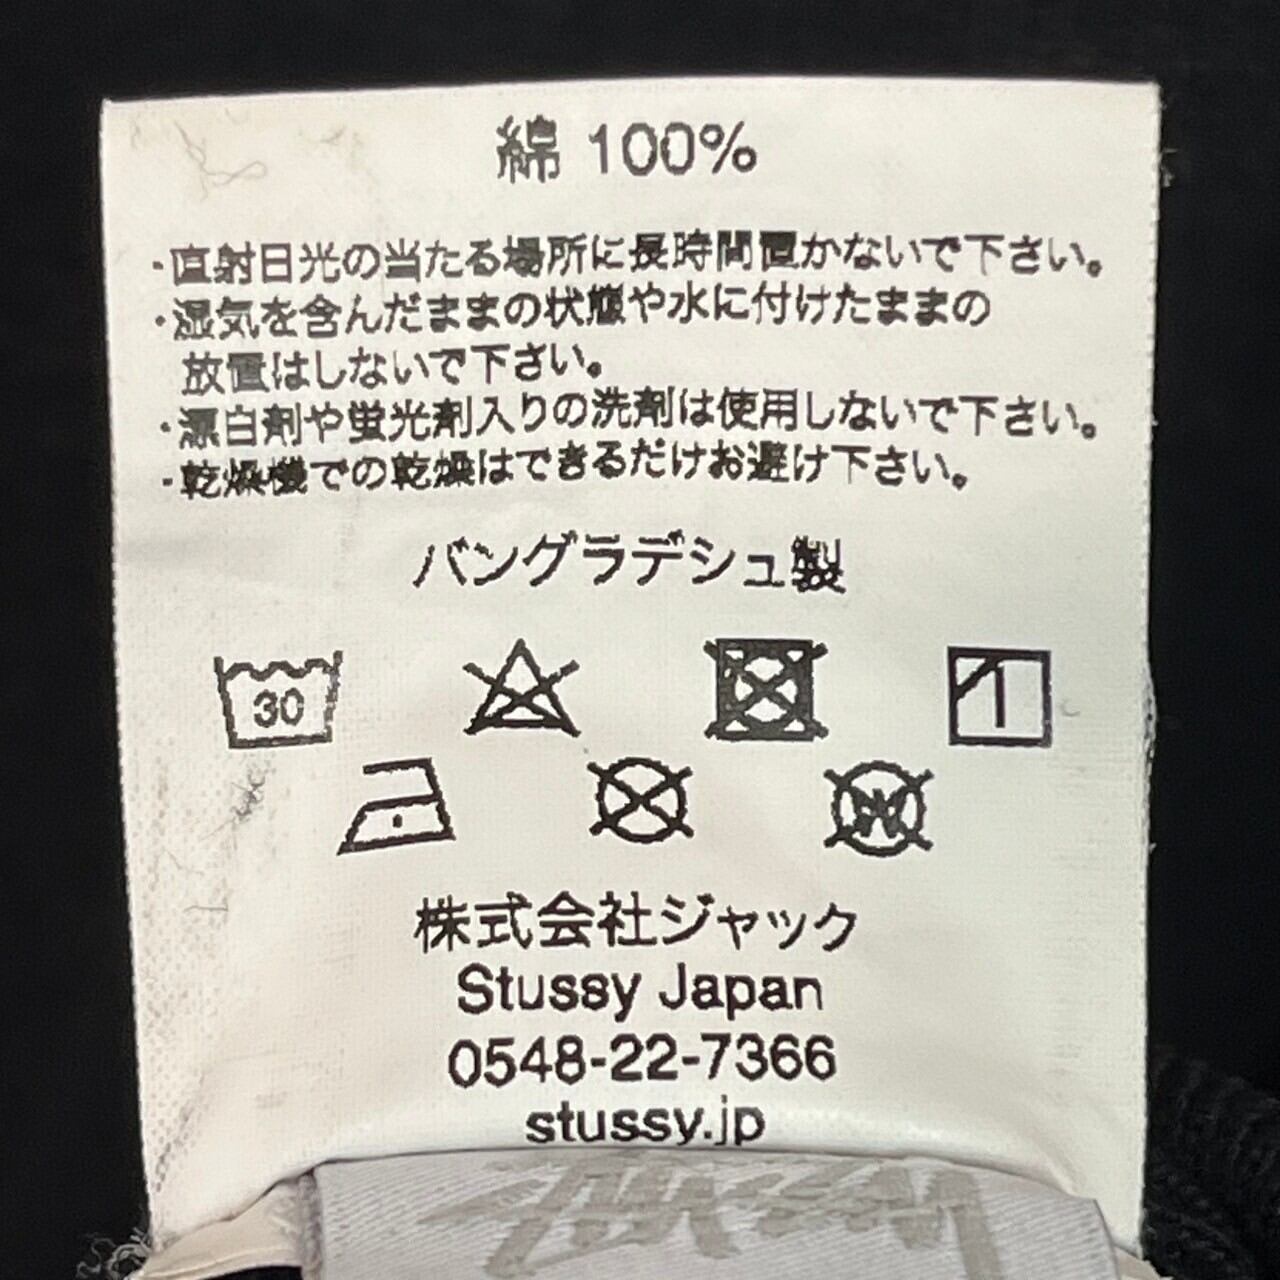 綿 100%
・直射日光の当たる場所に長時間置かないで下さい。
・湿気を含んだままの状態や水に付けたままの
放置はしないで下さい。
・漂白剤や蛍光剤入りの洗剤は使用しないで下さい。
・乾燥機での乾燥はできるだけお避け下さい。
バングラデシュ製
30
W
株式会社ジャック
Stussy Japan
0548-22-7366
stussy.jp